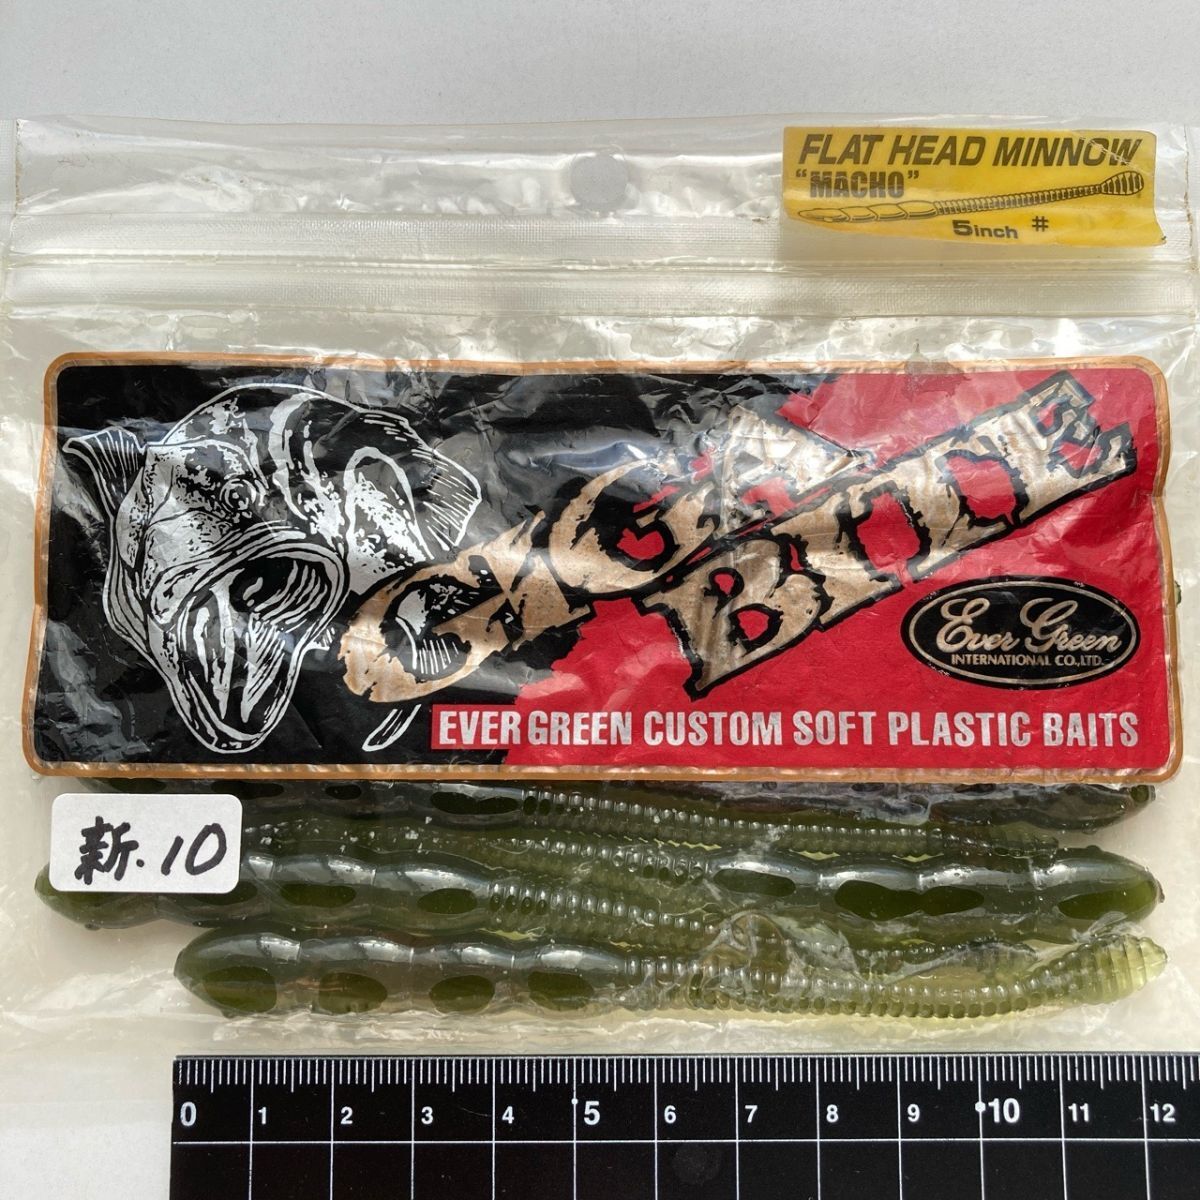 FLAT HEAD MINNOW
"MACHO"
5inch #
BITE
Ever Green
INTERNATIONAL CO.,LTD.
EVER GREEN CUSTOM SOFT PLASTIC BAITS
新.10
0 1 2 3 4 5 6 7 8 9 10 11 12